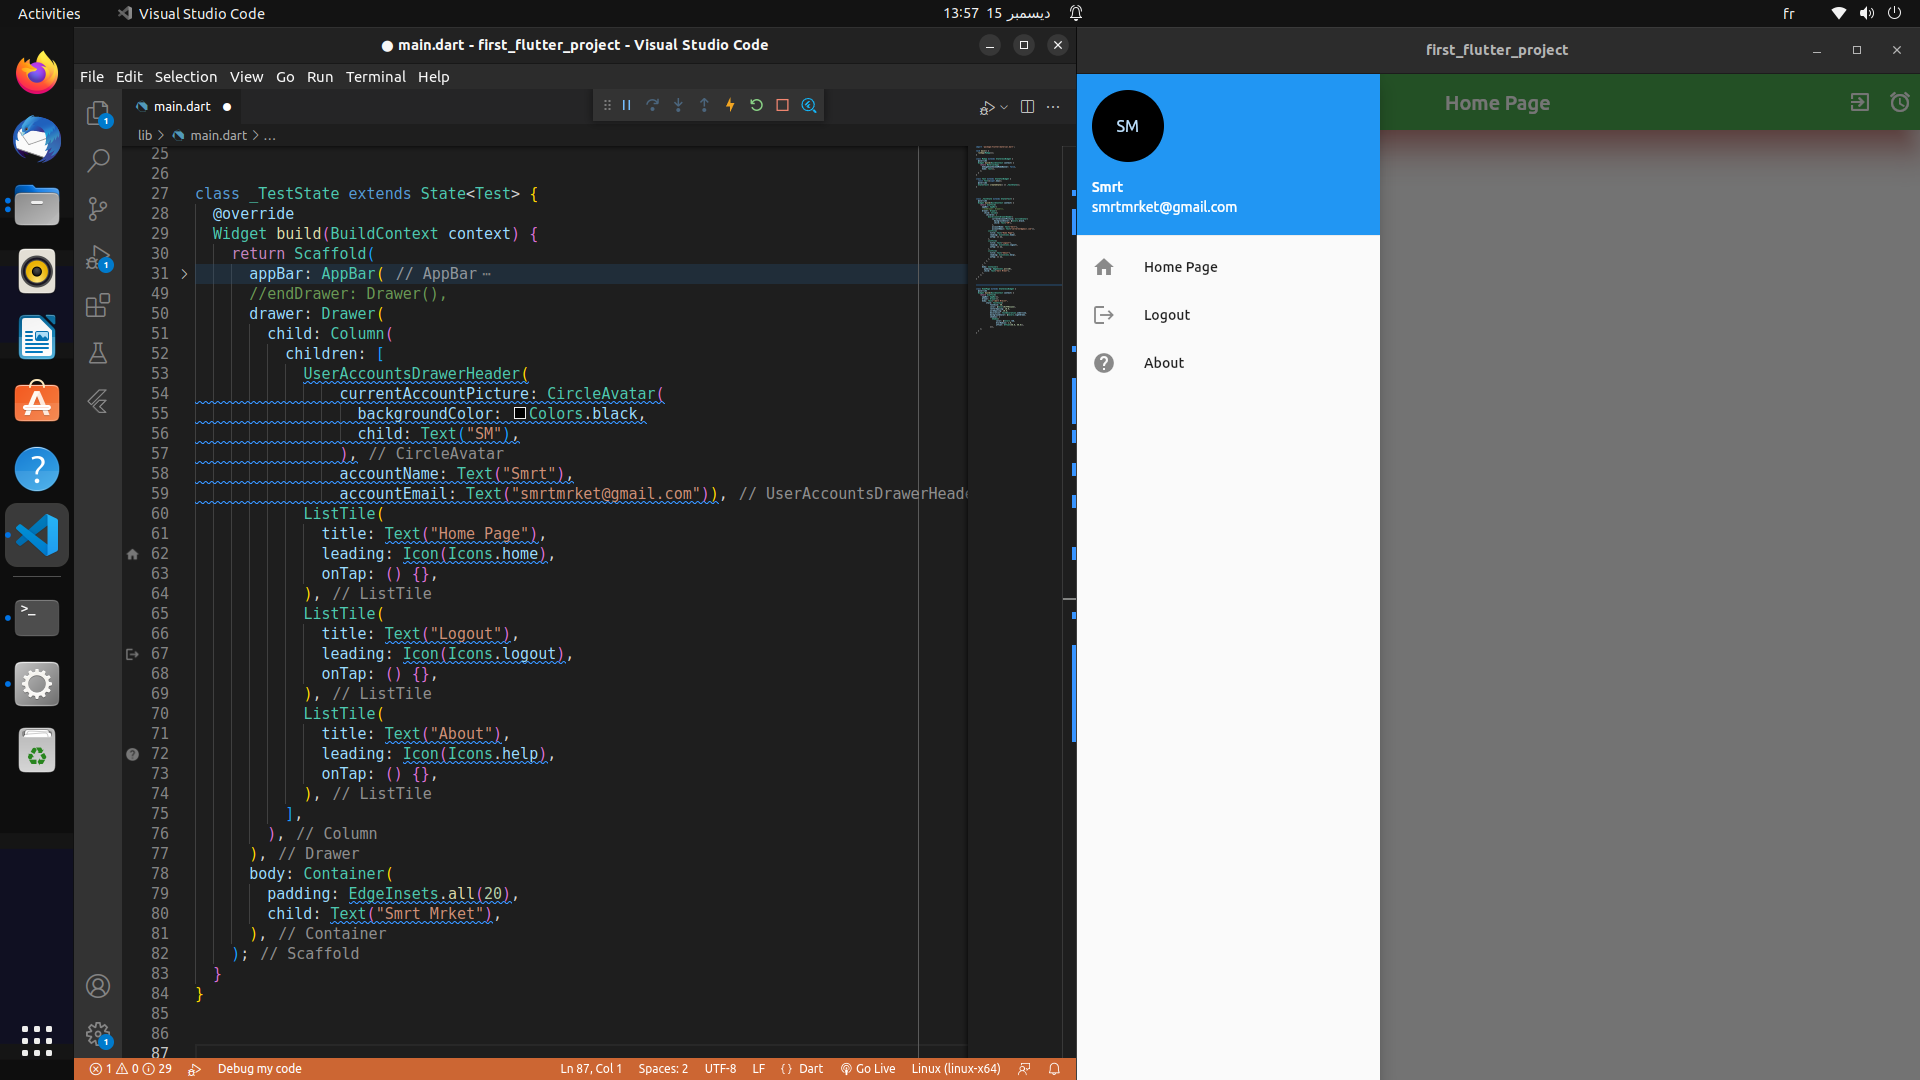 Activities
Visual Studio Code
13:57  15 ديسمبر
fr
● main.dart - first_flutter_project - Visual Studio Code
File Edit Selection View Go Run Terminal Help
main.dart
lib > main.dart > ...
25
26
27 class _TestState extends State<Test> {
28 @override
29 Widget build(BuildContext context) {
30 return Scaffold(
31 appBar: AppBar( // AppBar ⋯
49 //endDrawer: Drawer(),
50 drawer: Drawer(
51 child: Column(
52 children: [
53 UserAccountsDrawerHeader(
54 currentAccountPicture: CircleAvatar(
55 backgroundColor: Colors.black,
56 child: Text("SM"),
57 ), // CircleAvatar
58 accountName: Text("Smrt"),
59 accountEmail: Text("smrtmrket@gmail.com")), // UserAccountsDrawerHeade
60 ListTile(
61 title: Text("Home Page"),
62 leading: Icon(Icons.home),
63 onTap: () {},
64 ), // ListTile
65 ListTile(
66 title: Text("Logout"),
67 leading: Icon(Icons.logout),
68 onTap: () {},
69 ), // ListTile
70 ListTile(
71 title: Text("About"),
72 leading: Icon(Icons.help),
73 onTap: () {},
74 ), // ListTile
75 ],
76 ), // Column
77 ), // Drawer
78 body: Container(
79 padding: EdgeInsets.all(20),
80 child: Text("Smrt Mrket"),
81 ), // Container
82 ); // Scaffold
83 }
84 }
85
86
87
1
1
1
1 0 29
Debug my code
Ln 87, Col 1
Spaces: 2
UTF-8
LF
{ } Dart
Go Live
Linux (linux-x64)
first_flutter_project
Home Page
SM
Smrt
smrtmrket@gmail.com
Home Page
Logout
About